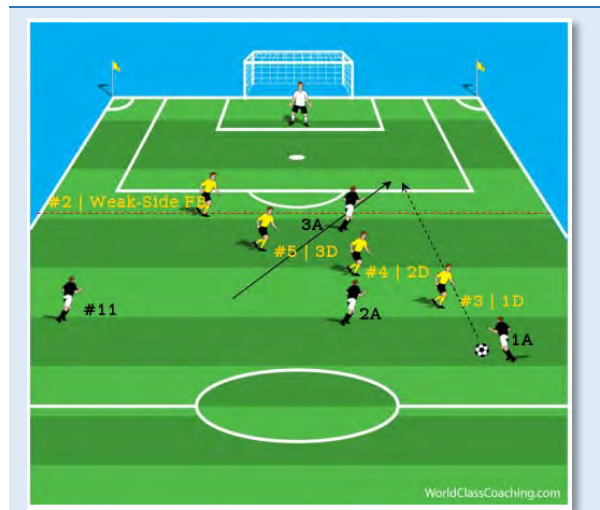 #2 | Weak-Side FB
3A
#5 | 3D
#4 | 2D
#11
2A
#3 | 1D
1A
WorldClassCoaching.com